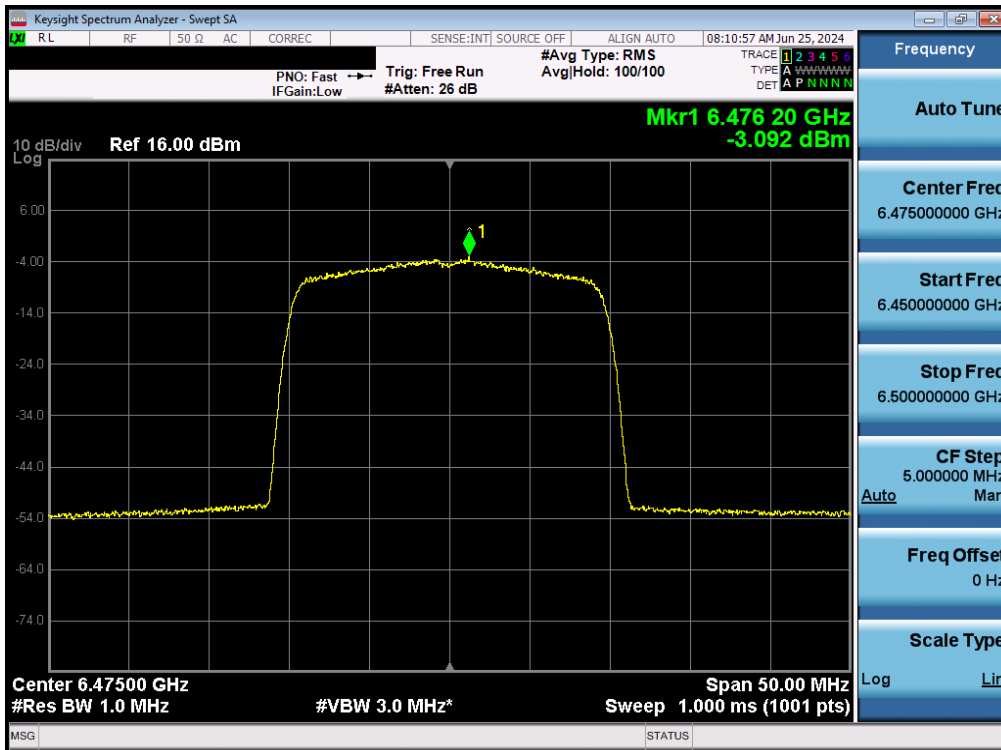 Keysight Spectrum Analyzer - Swept SA
LXI RL RF 50 Ω AC CORREC SENSE:INT SOURCE OFF ALIGN AUTO 08:10:57 AM Jun 25, 2024
PNO: Fast
IFGain:Low
Trig: Free Run
#Atten: 26 dB
#Avg Type: RMS
Avg|Hold: 100/100
TRACE 1 2 3 4 5 6
TYPE A WWWWW
DET A P N N N N
Mkr1 6.476 20 GHz
-3.092 dBm
10 dB/div
Log
Ref 16.00 dBm
6.00
-4.00
-14.0
-24.0
-34.0
-44.0
-54.0
-64.0
-74.0
1
Center 6.47500 GHz
#Res BW 1.0 MHz
#VBW 3.0 MHz*
Span 50.00 MHz
Sweep 1.000 ms (1001 pts)
MSG
STATUS
Frequency
Auto Tune
Center Freq
6.475000000 GHz
Start Freq
6.450000000 GHz
Stop Freq
6.500000000 GHz
CF Step
5.000000 MHz
Auto Man
Freq Offset
0 Hz
Scale Type
Log Lin